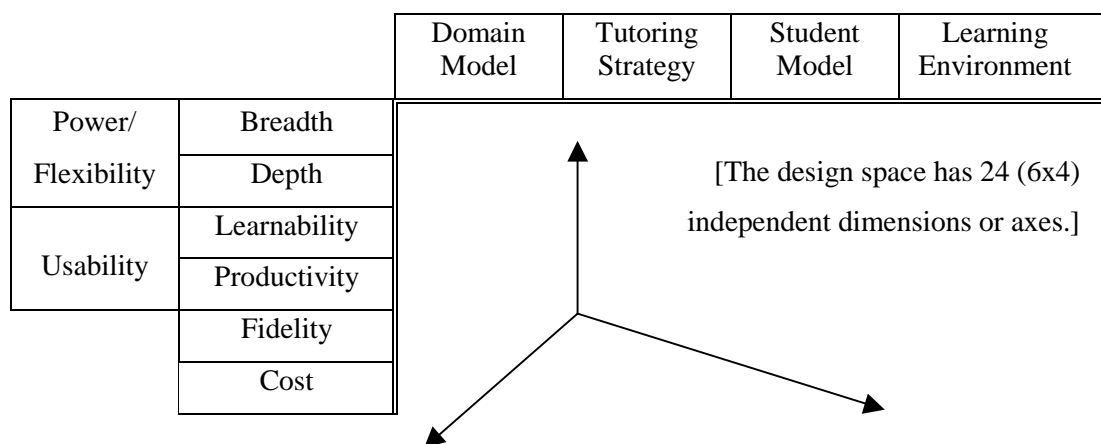 Domain
Model
Tutoring
Strategy
Student
Model
Learning
Environment
Power/
Flexibility
Breadth
Depth
Usability
Learnability
Productivity
Fidelity
Cost
[The design space has 24 (6x4)
independent dimensions or axes.]